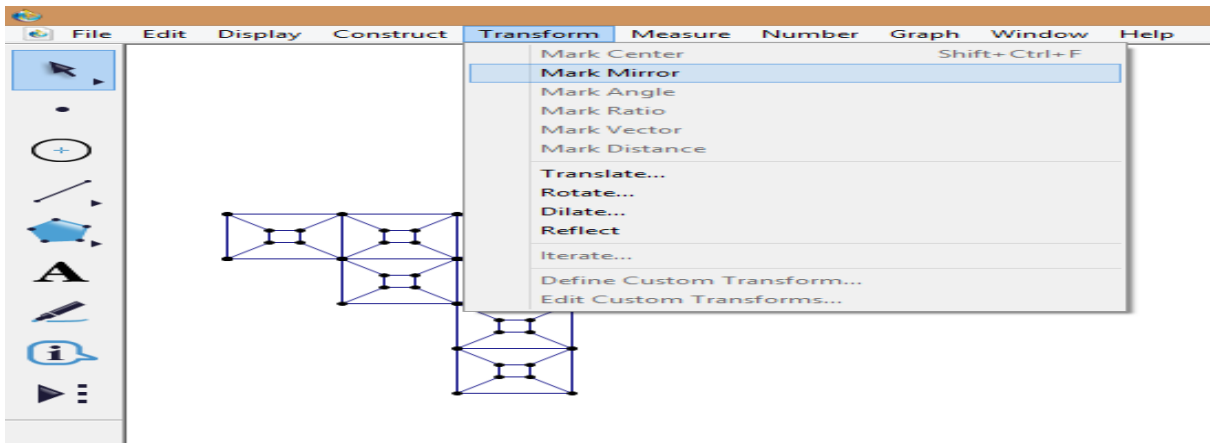 File Edit Display Construct Transform Measure Number Graph Window Help
Mark Center Shift+Ctrl+F
Mark Mirror
Mark Angle
Mark Ratio
Mark Vector
Mark Distance
Translate...
Rotate...
Dilate...
Reflect
Iterate...
Define Custom Transform...
Edit Custom Transforms...
A
i